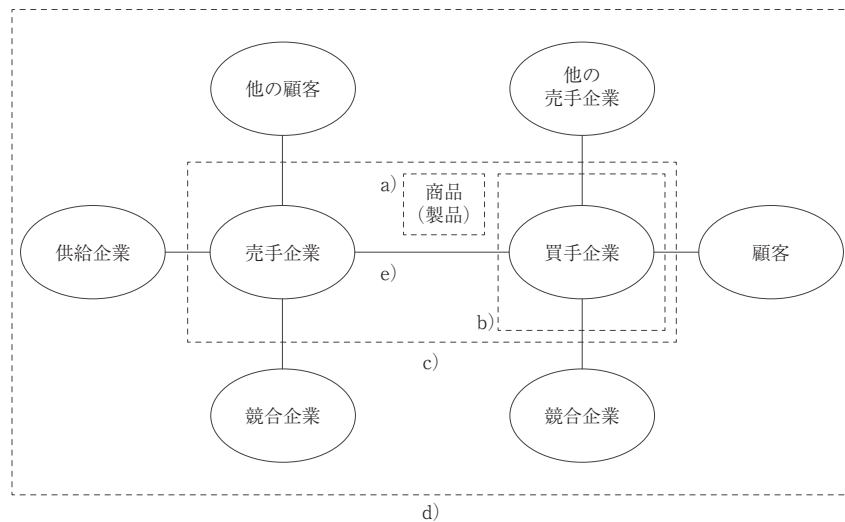 他の顧客
他の
売手企業
a)
商品
（製品）
供給企業
売手企業
買手企業
顧客
e)
b)
c)
競合企業
競合企業
d)